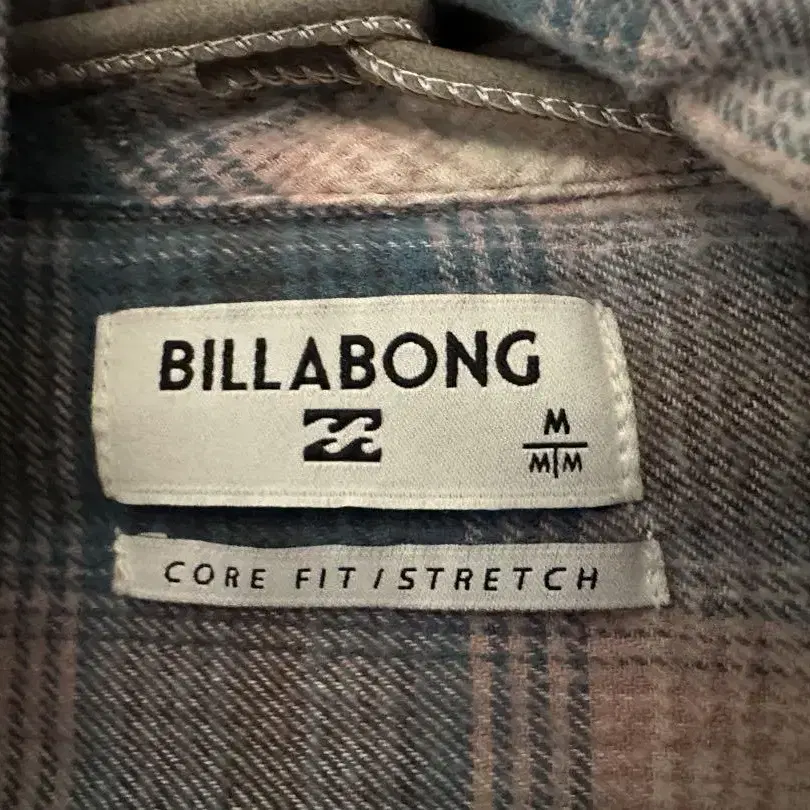 BILLABONG
M
M|M
CORE FIT / STRETCH